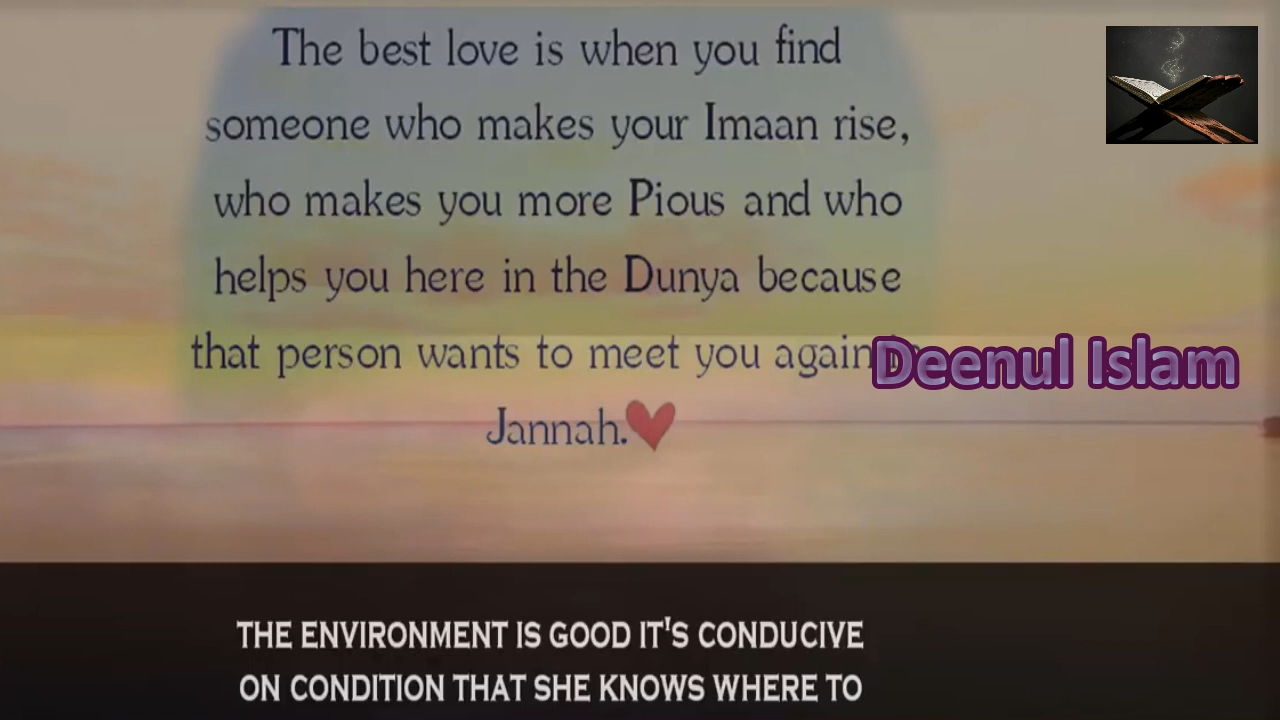 The best love is when you find
someone who makes your Imaan rise,
who makes you more Pious and who
helps you here in the Dunya because
that person wants to meet you again
Deenul Islam
Jannah.
THE ENVIRONMENT IS GOOD IT'S CONDUCIVE
ON CONDITION THAT SHE KNOWS WHERE TO